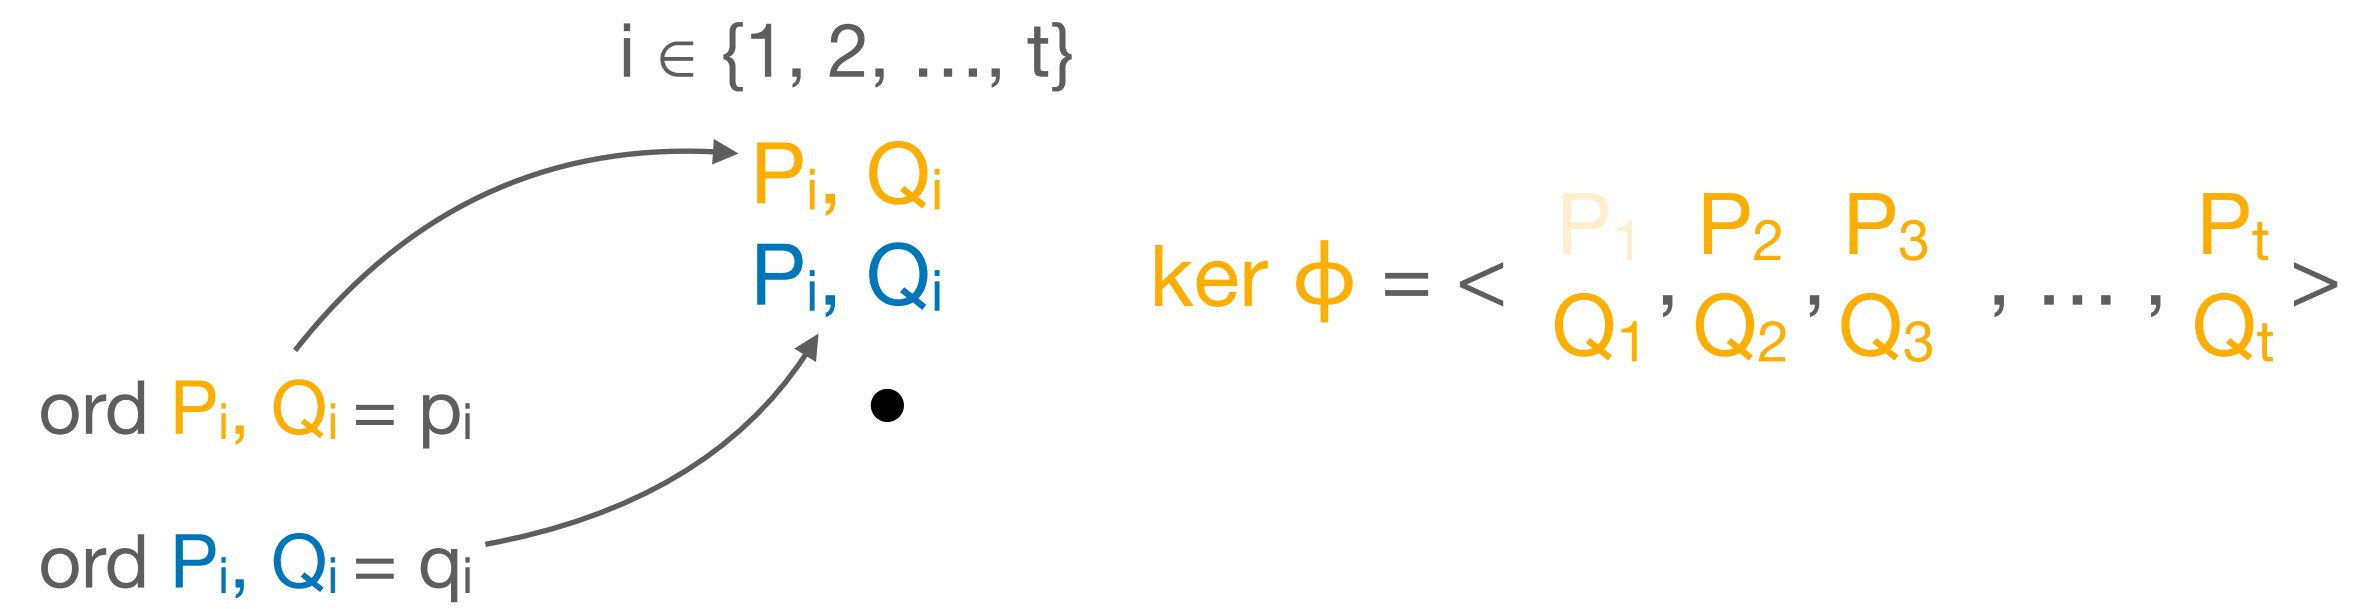 i ∈ {1, 2, ..., t}
Pᵢ, Qᵢ
Pᵢ, Qᵢ
ord Pᵢ, Qᵢ = pᵢ
ord Pᵢ, Qᵢ = qᵢ
P₁ P₂ P₃ Pₜ
ker ϕ = < , , , ... , >
Q₁ Q₂ Q₃ Qₜ